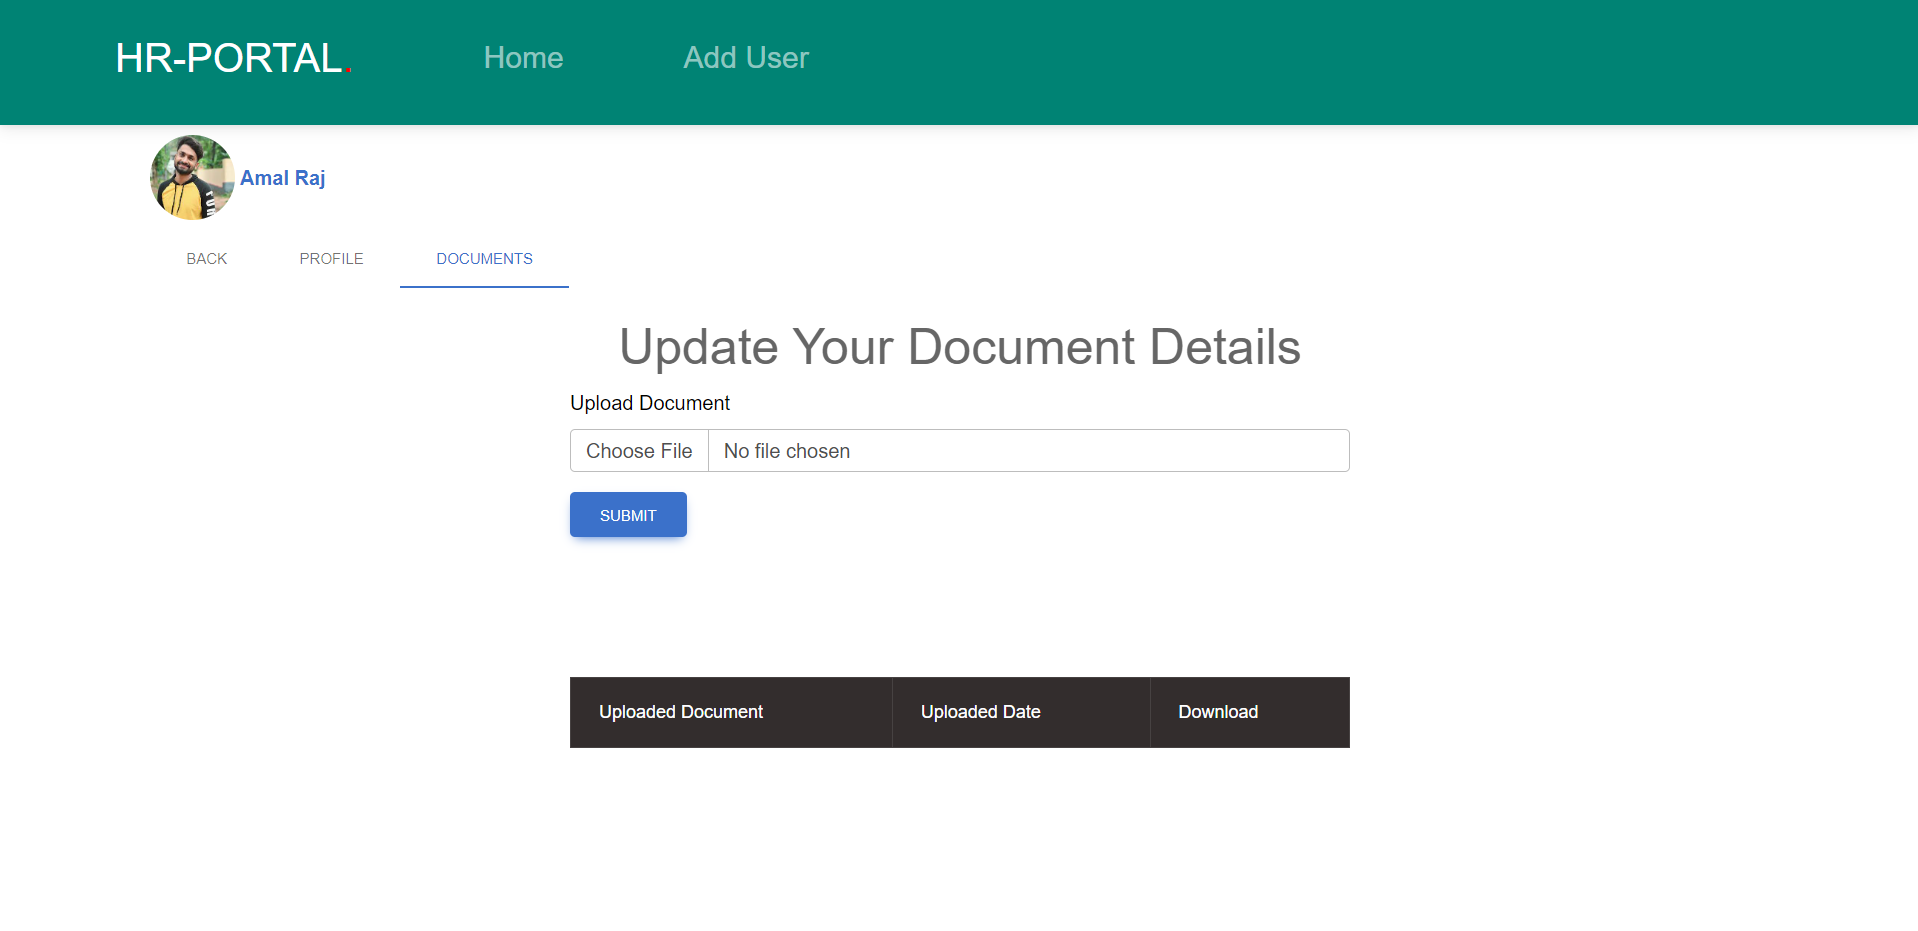 HR-PORTAL. Home Add User
Amal Raj
BACK PROFILE DOCUMENTS
Update Your Document Details
Upload Document
Choose File No file chosen
SUBMIT
Uploaded Document Uploaded Date Download